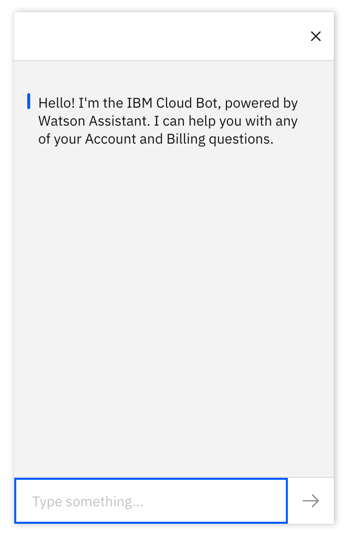 Hello! I'm the IBM Cloud Bot, powered by
Watson Assistant. I can help you with any
of your Account and Billing questions.
Type something...